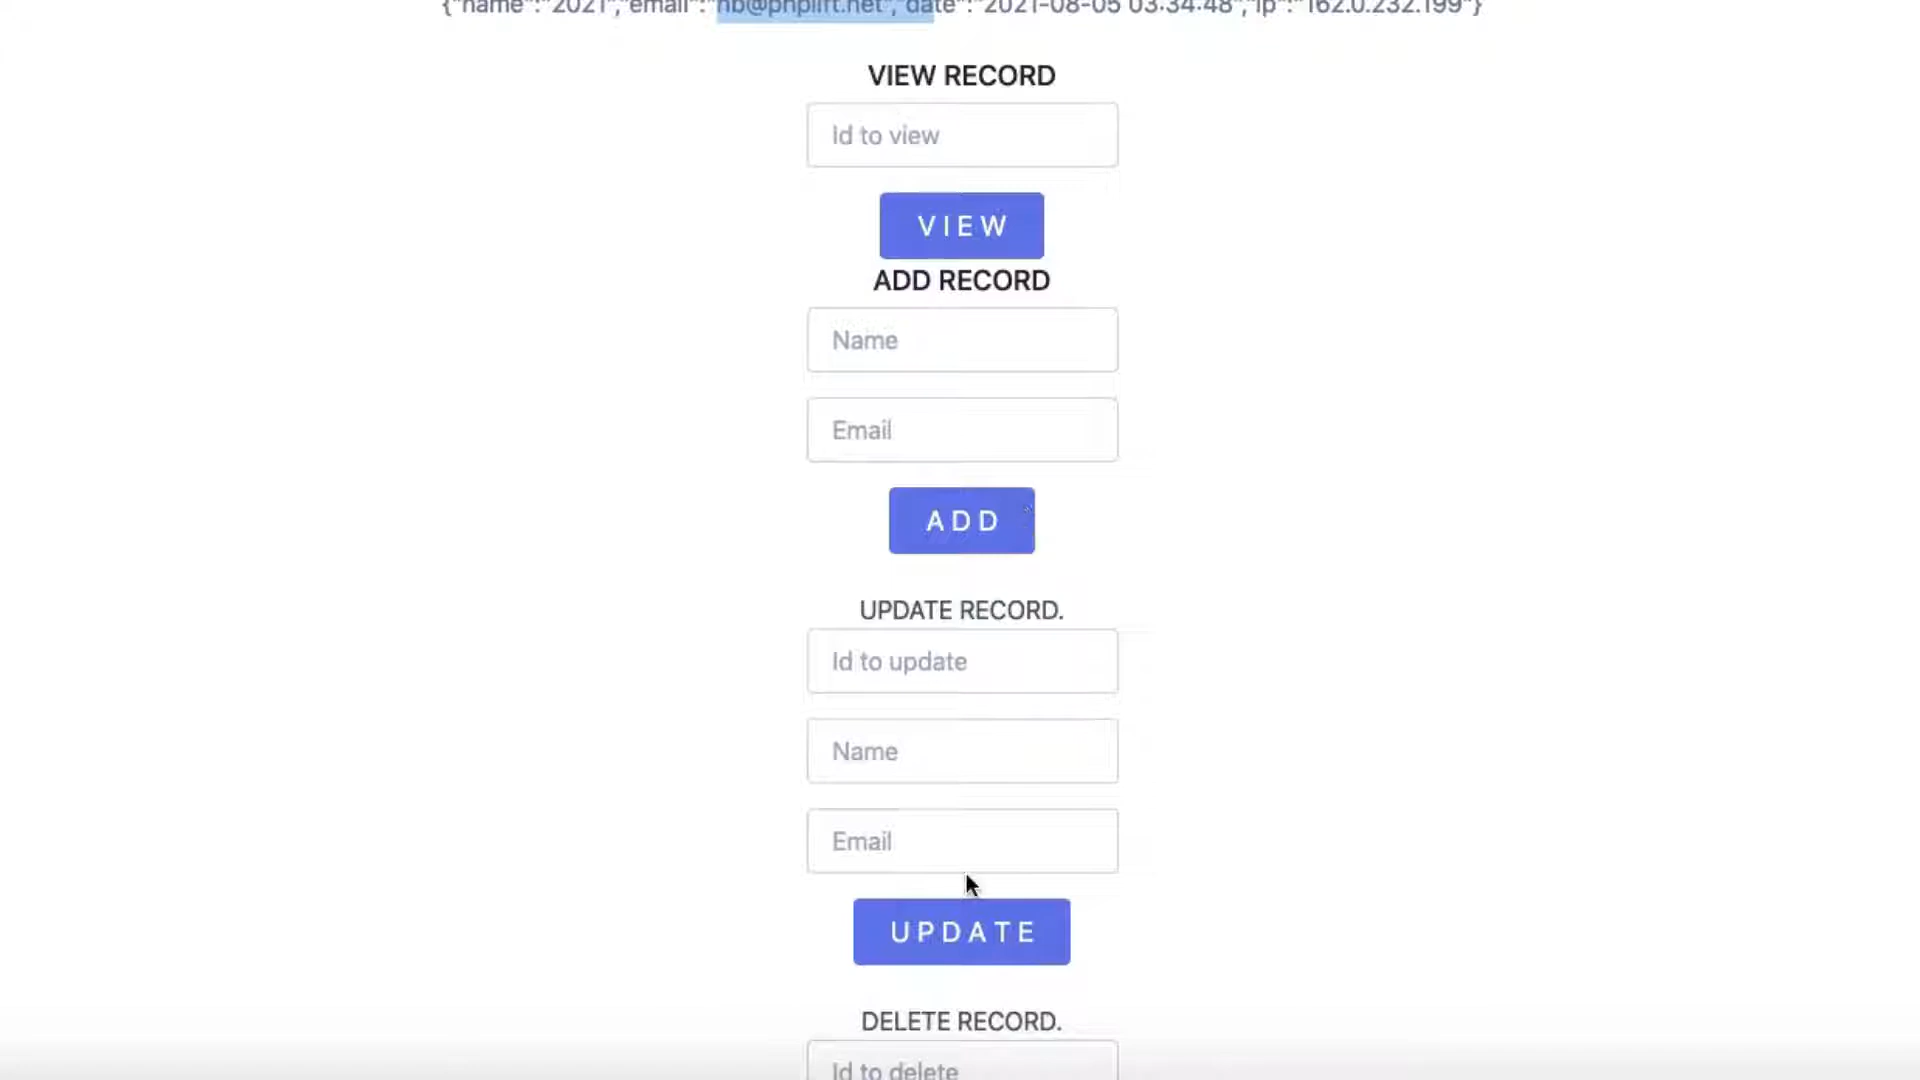 {"name":"2021","email":"nb@phplift.net","date":"2021-08-05 03:34:48","ip":"162.0.232.199"}
VIEW RECORD
Id to view
VIEW
ADD RECORD
Name
Email
ADD
UPDATE RECORD.
Id to update
Name
Email
UPDATE
DELETE RECORD.
Id to delete